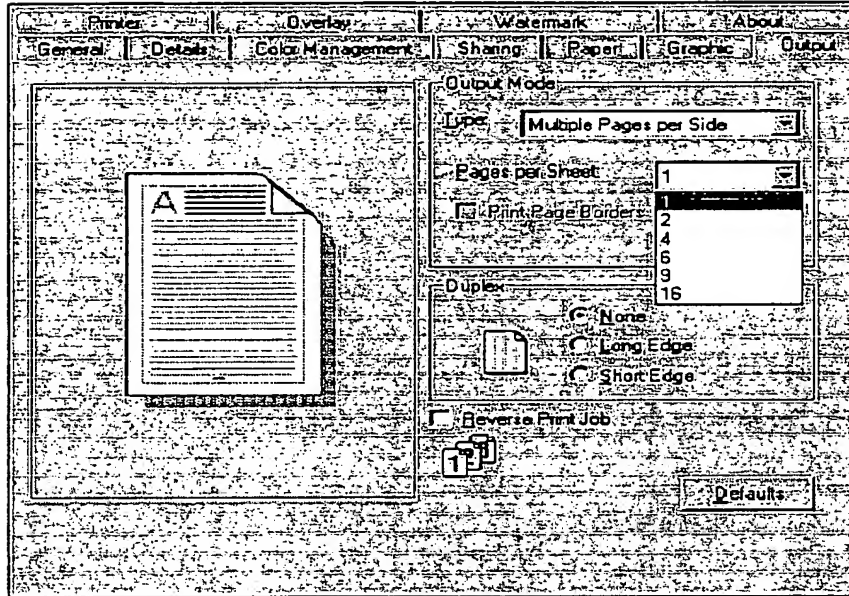 Printer Overlay Watermark About
General Details Color Management Sharing Paper Graphic Output
Output Mode
Type: Multiple Pages per Side
Pages per Sheet: 1
Print Page Borders
1
2
4
6
9
16
Duplex
None
Long Edge
Short Edge
Reverse Print Job
1
Defaults
A